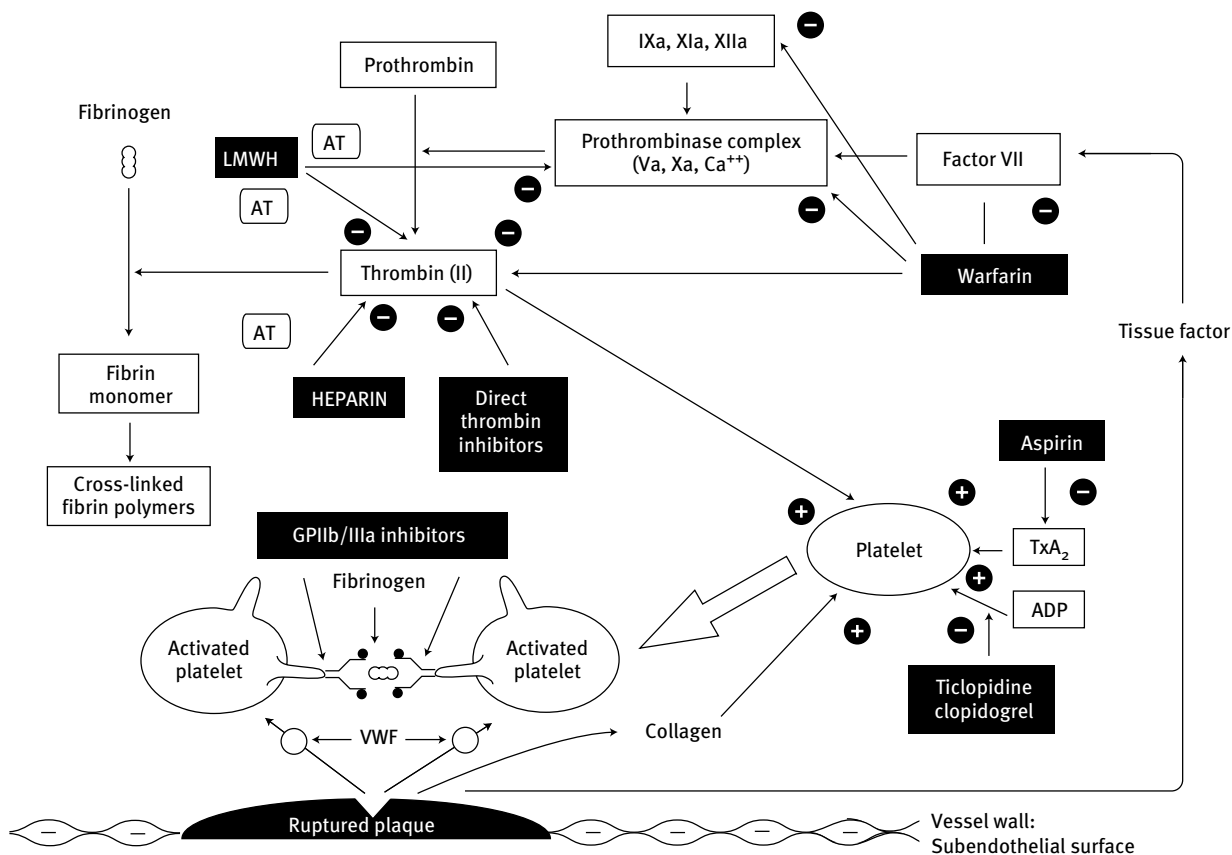 IXa, XIa, XIIa
−
Prothrombin
Fibrinogen
AT
LMWH
Prothrombinase complex
(Va, Xa, Ca++)
Factor VII
−
AT
−
−
−
−
Thrombin (II)
Warfarin
−
−
AT
Tissue factor
Fibrin
monomer
HEPARIN
Direct
thrombin
inhibitors
Aspirin
Cross-linked
fibrin polymers
+
−
+
GPIIb/IIIa inhibitors
Platelet
TxA2
Fibrinogen
+
ADP
Activated
platelet
Activated
platelet
+
−
Ticlopidine
clopidogrel
VWF
Collagen
Ruptured plaque
Vessel wall:
Subendothelial surface